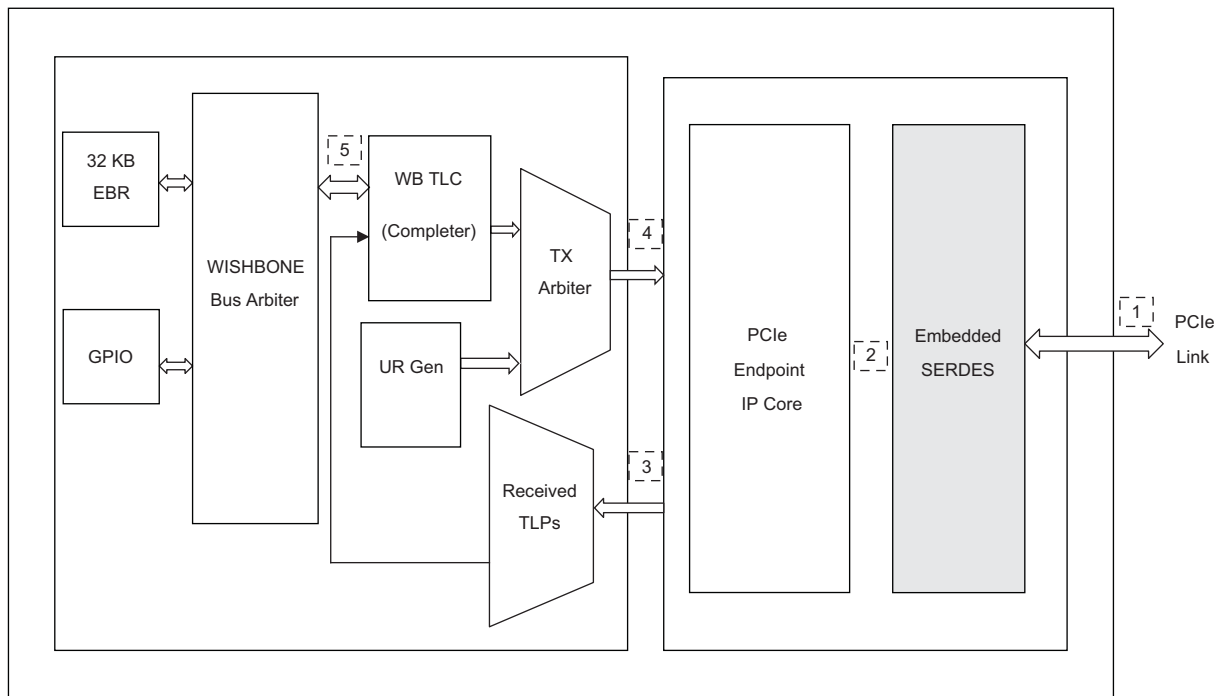 32 KB
EBR
GPIO
WISHBONE
Bus Arbiter
5
WB TLC
(Completer)
UR Gen
TX
Arbiter
Received
TLPs
4
3
PCIe
Endpoint
IP Core
2
Embedded
SERDES
1
PCIe
Link